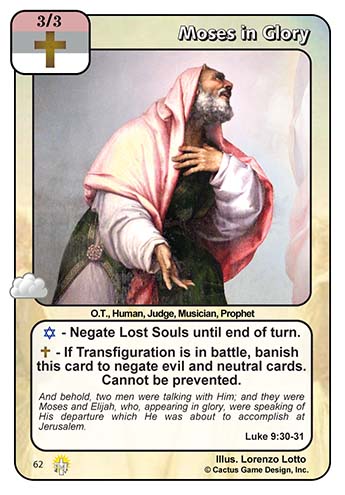 3/3
Moses in Glory
O.T., Human, Judge, Musician, Prophet
- Negate Lost Souls until end of turn.
- If Transfiguration is in battle, banish
this card to negate evil and neutral cards.
Cannot be prevented.
And behold, two men were talking with Him; and they were
Moses and Elijah, who, appearing in glory, were speaking of
His departure which He was about to accomplish at
Jerusalem.
Luke 9:30-31
62
Illus. Lorenzo Lotto
© Cactus Game Design, Inc.